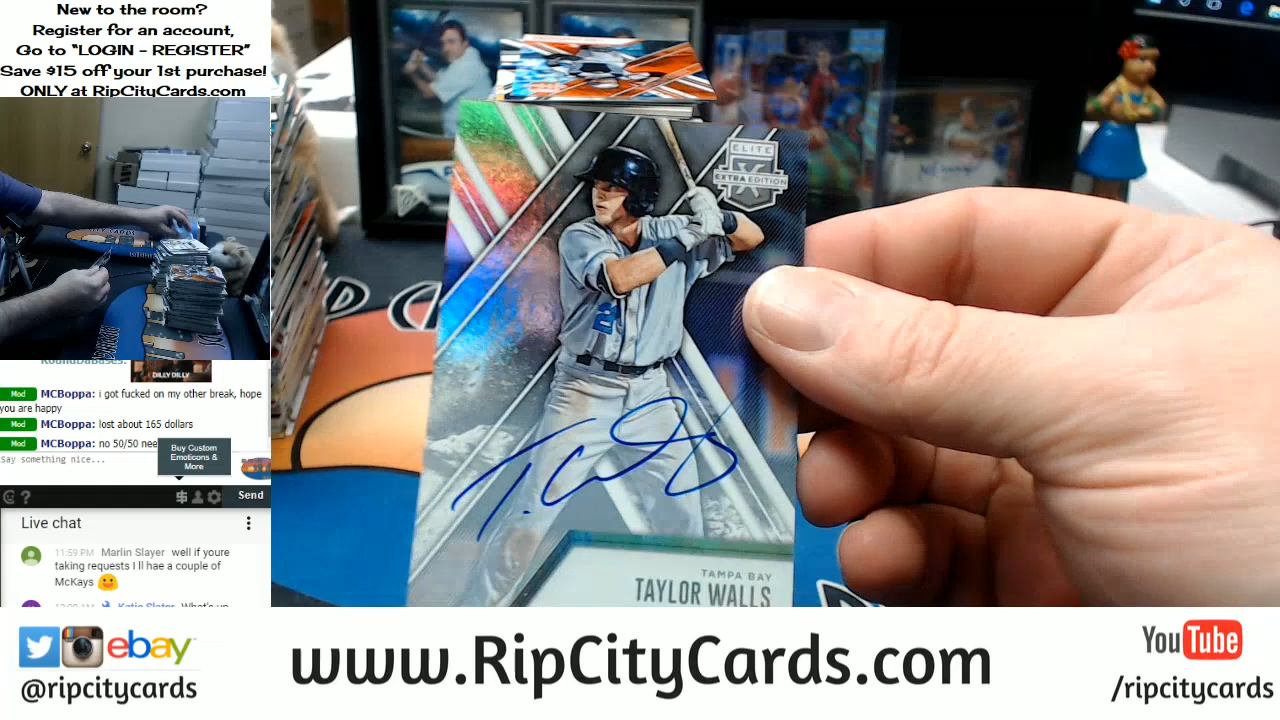 New to the room?
Register for an account,
Go to "LOGIN - REGISTER"
Save $15 off your 1st purchase!
ONLY at RipCityCards.com
DILLY DILLY
Mod MCBoppa: i got fucked on my other break, hope
you are happy
Mod MCBoppa: lost about 165 dollars
Mod MCBoppa: no 50/50
Say something nice...
Buy Custom
Emoticons &
More
Send
Live chat
11:59 PM Marlin Slayer well if youre
taking requests I ll hae a couple of
McKays
ELITE
X
EXTRA EDITION
2
T. Walls
TAMPA BAY
TAYLOR WALLS
ebay
@ripcitycards
www.RipCityCards.com
YouTube
/ripcitycards